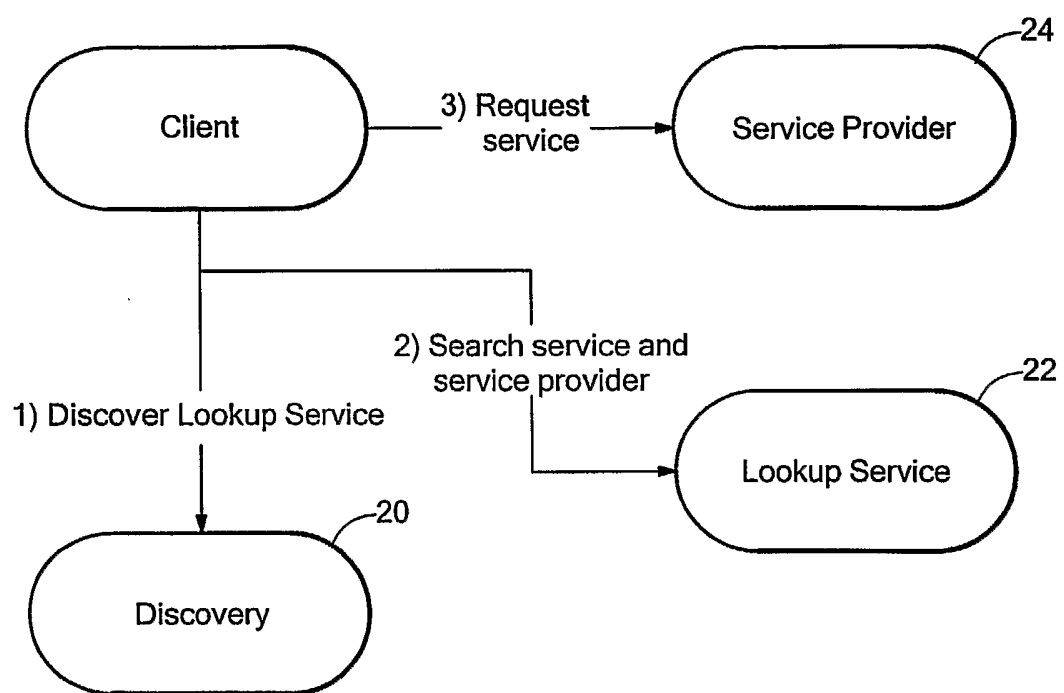 24
Client
3) Request
service
Service Provider
2) Search service and
service provider
22
1) Discover Lookup Service
Lookup Service
20
Discovery